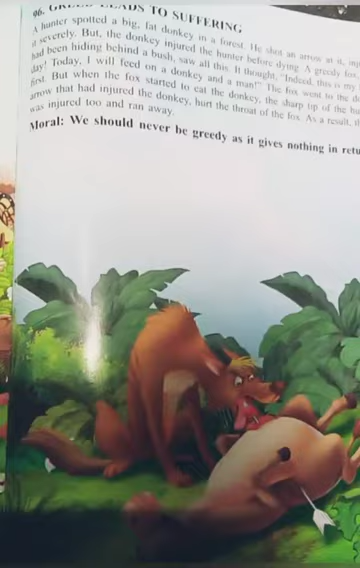 96. GREED LEADS TO SUFFERING
A hunter spotted a big, fat donkey in a forest. He shot an arrow at it,
it severely. But, the donkey injured the hunter before dying. A greedy fox,
had been hiding behind a bush, saw all this. It thought, "Indeed, this is my
day! Today, I will feed on a donkey and a man!" The fox went to the
first. But when the fox started to eat the donkey, the sharp tip of the
arrow that had injured the donkey, hurt the throat of the fox. As a result,
was injured too and ran away.
Moral: We should never be greedy as it gives nothing in